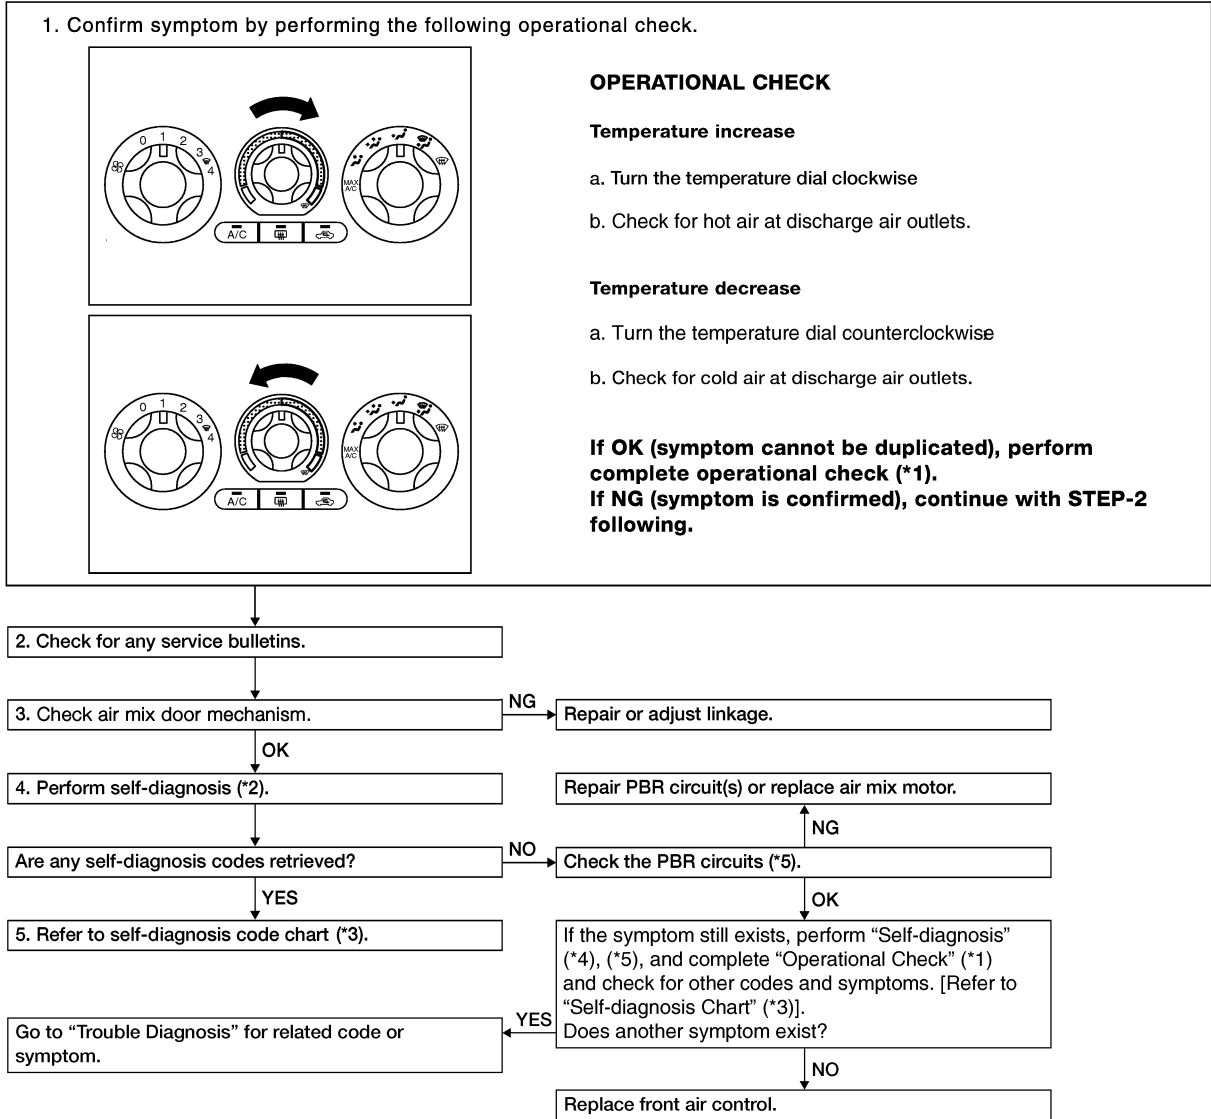 1. Confirm symptom by performing the following operational check.
0 1 2 3 4
MAX
A/C
A/C
OPERATIONAL CHECK
Temperature increase
a. Turn the temperature dial clockwise
b. Check for hot air at discharge air outlets.
0 1 2 3 4
MAX
A/C
A/C
Temperature decrease
a. Turn the temperature dial counterclockwise
b. Check for cold air at discharge air outlets.
If OK (symptom cannot be duplicated), perform
complete operational check (*1).
If NG (symptom is confirmed), continue with STEP-2
following.
2. Check for any service bulletins.
3. Check air mix door mechanism.
NG
Repair or adjust linkage.
OK
4. Perform self-diagnosis (*2).
Repair PBR circuit(s) or replace air mix motor.
NG
Are any self-diagnosis codes retrieved?
NO
Check the PBR circuits (*5).
YES
OK
5. Refer to self-diagnosis code chart (*3).
If the symptom still exists, perform “Self-diagnosis”
(*4), (*5), and complete “Operational Check” (*1)
and check for other codes and symptoms. [Refer to
“Self-diagnosis Chart” (*3)].
Does another symptom exist?
YES
Go to “Trouble Diagnosis” for related code or
symptom.
NO
Replace front air control.